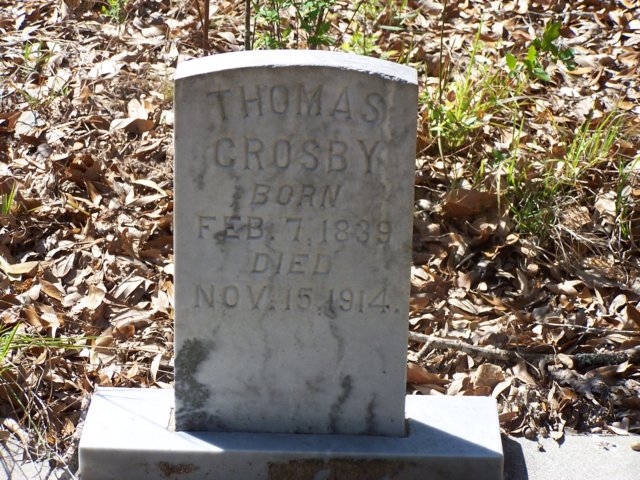 THOMAS
CROSBY
BORN
FEB. 7, 1839
DIED
NOV. 15, 1914.